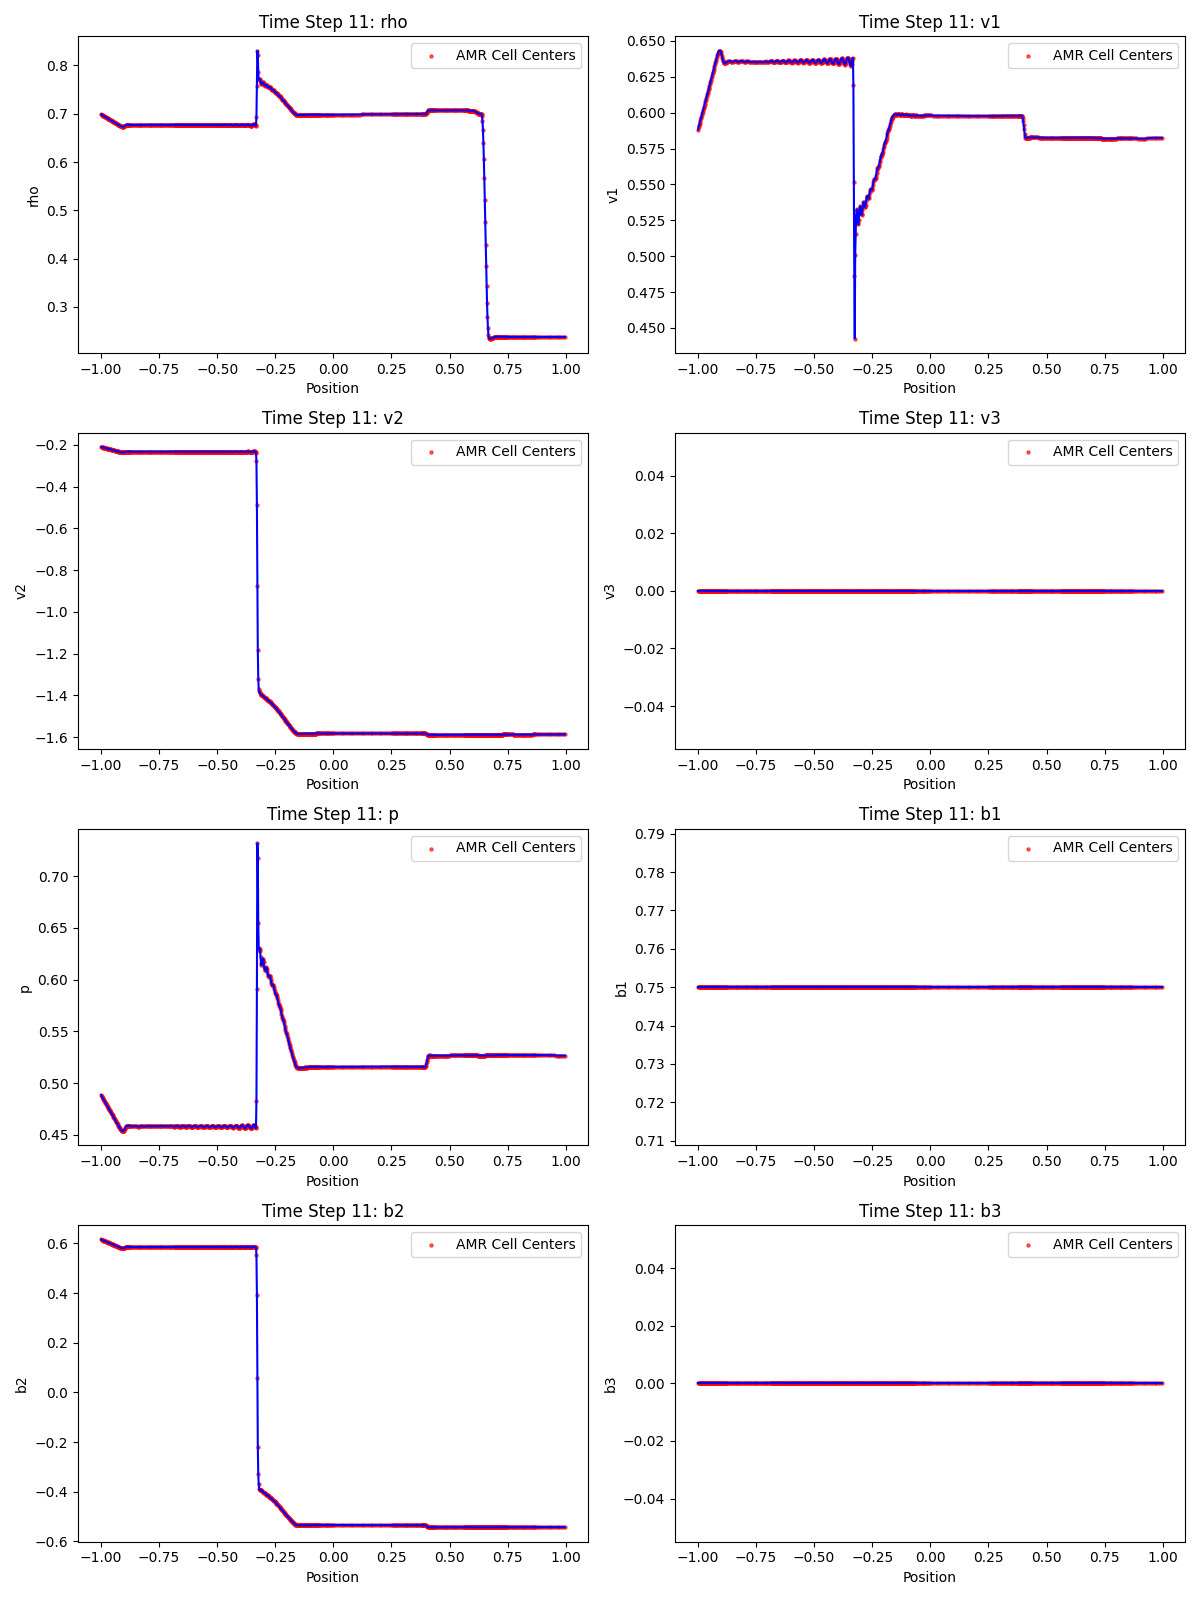 Time Step 11: rho
rho
0.8
0.7
0.6
0.5
0.4
0.3
AMR Cell Centers
−1.00 −0.75 −0.50 −0.25 0.00 0.25 0.50 0.75 1.00
Position
Time Step 11: v1
v1
0.650
0.625
0.600
0.575
0.550
0.525
0.500
0.475
0.450
AMR Cell Centers
−1.00 −0.75 −0.50 −0.25 0.00 0.25 0.50 0.75 1.00
Position
Time Step 11: v2
v2
−0.2
−0.4
−0.6
−0.8
−1.0
−1.2
−1.4
−1.6
AMR Cell Centers
−1.00 −0.75 −0.50 −0.25 0.00 0.25 0.50 0.75 1.00
Position
Time Step 11: v3
v3
0.04
0.02
0.00
−0.02
−0.04
AMR Cell Centers
−1.00 −0.75 −0.50 −0.25 0.00 0.25 0.50 0.75 1.00
Position
Time Step 11: p
p
0.70
0.65
0.60
0.55
0.50
0.45
AMR Cell Centers
−1.00 −0.75 −0.50 −0.25 0.00 0.25 0.50 0.75 1.00
Position
Time Step 11: b1
b1
0.79
0.78
0.77
0.76
0.75
0.74
0.73
0.72
0.71
AMR Cell Centers
−1.00 −0.75 −0.50 −0.25 0.00 0.25 0.50 0.75 1.00
Position
Time Step 11: b2
b2
0.6
0.4
0.2
0.0
−0.2
−0.4
−0.6
AMR Cell Centers
−1.00 −0.75 −0.50 −0.25 0.00 0.25 0.50 0.75 1.00
Position
Time Step 11: b3
b3
0.04
0.02
0.00
−0.02
−0.04
AMR Cell Centers
−1.00 −0.75 −0.50 −0.25 0.00 0.25 0.50 0.75 1.00
Position